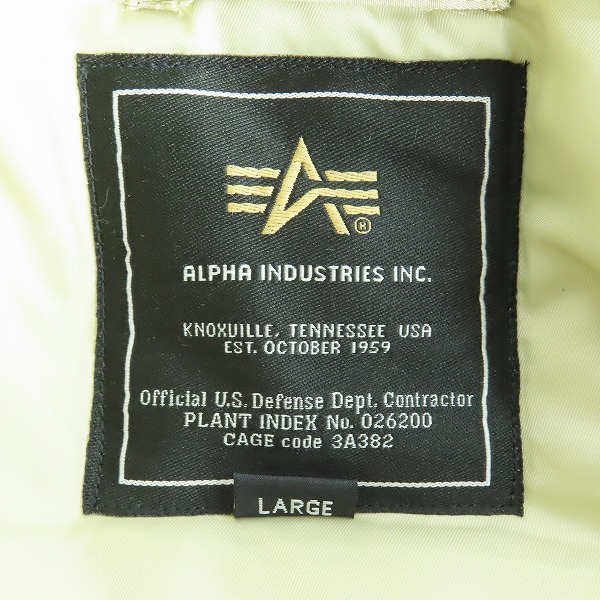 ®
ALPHA INDUSTRIES INC.
KNOXVILLE, TENNESSEE USA
EST. OCTOBER 1959
Official U.S. Defense Dept. Contractor
PLANT INDEX No. 026200
CAGE code 3A382
LARGE